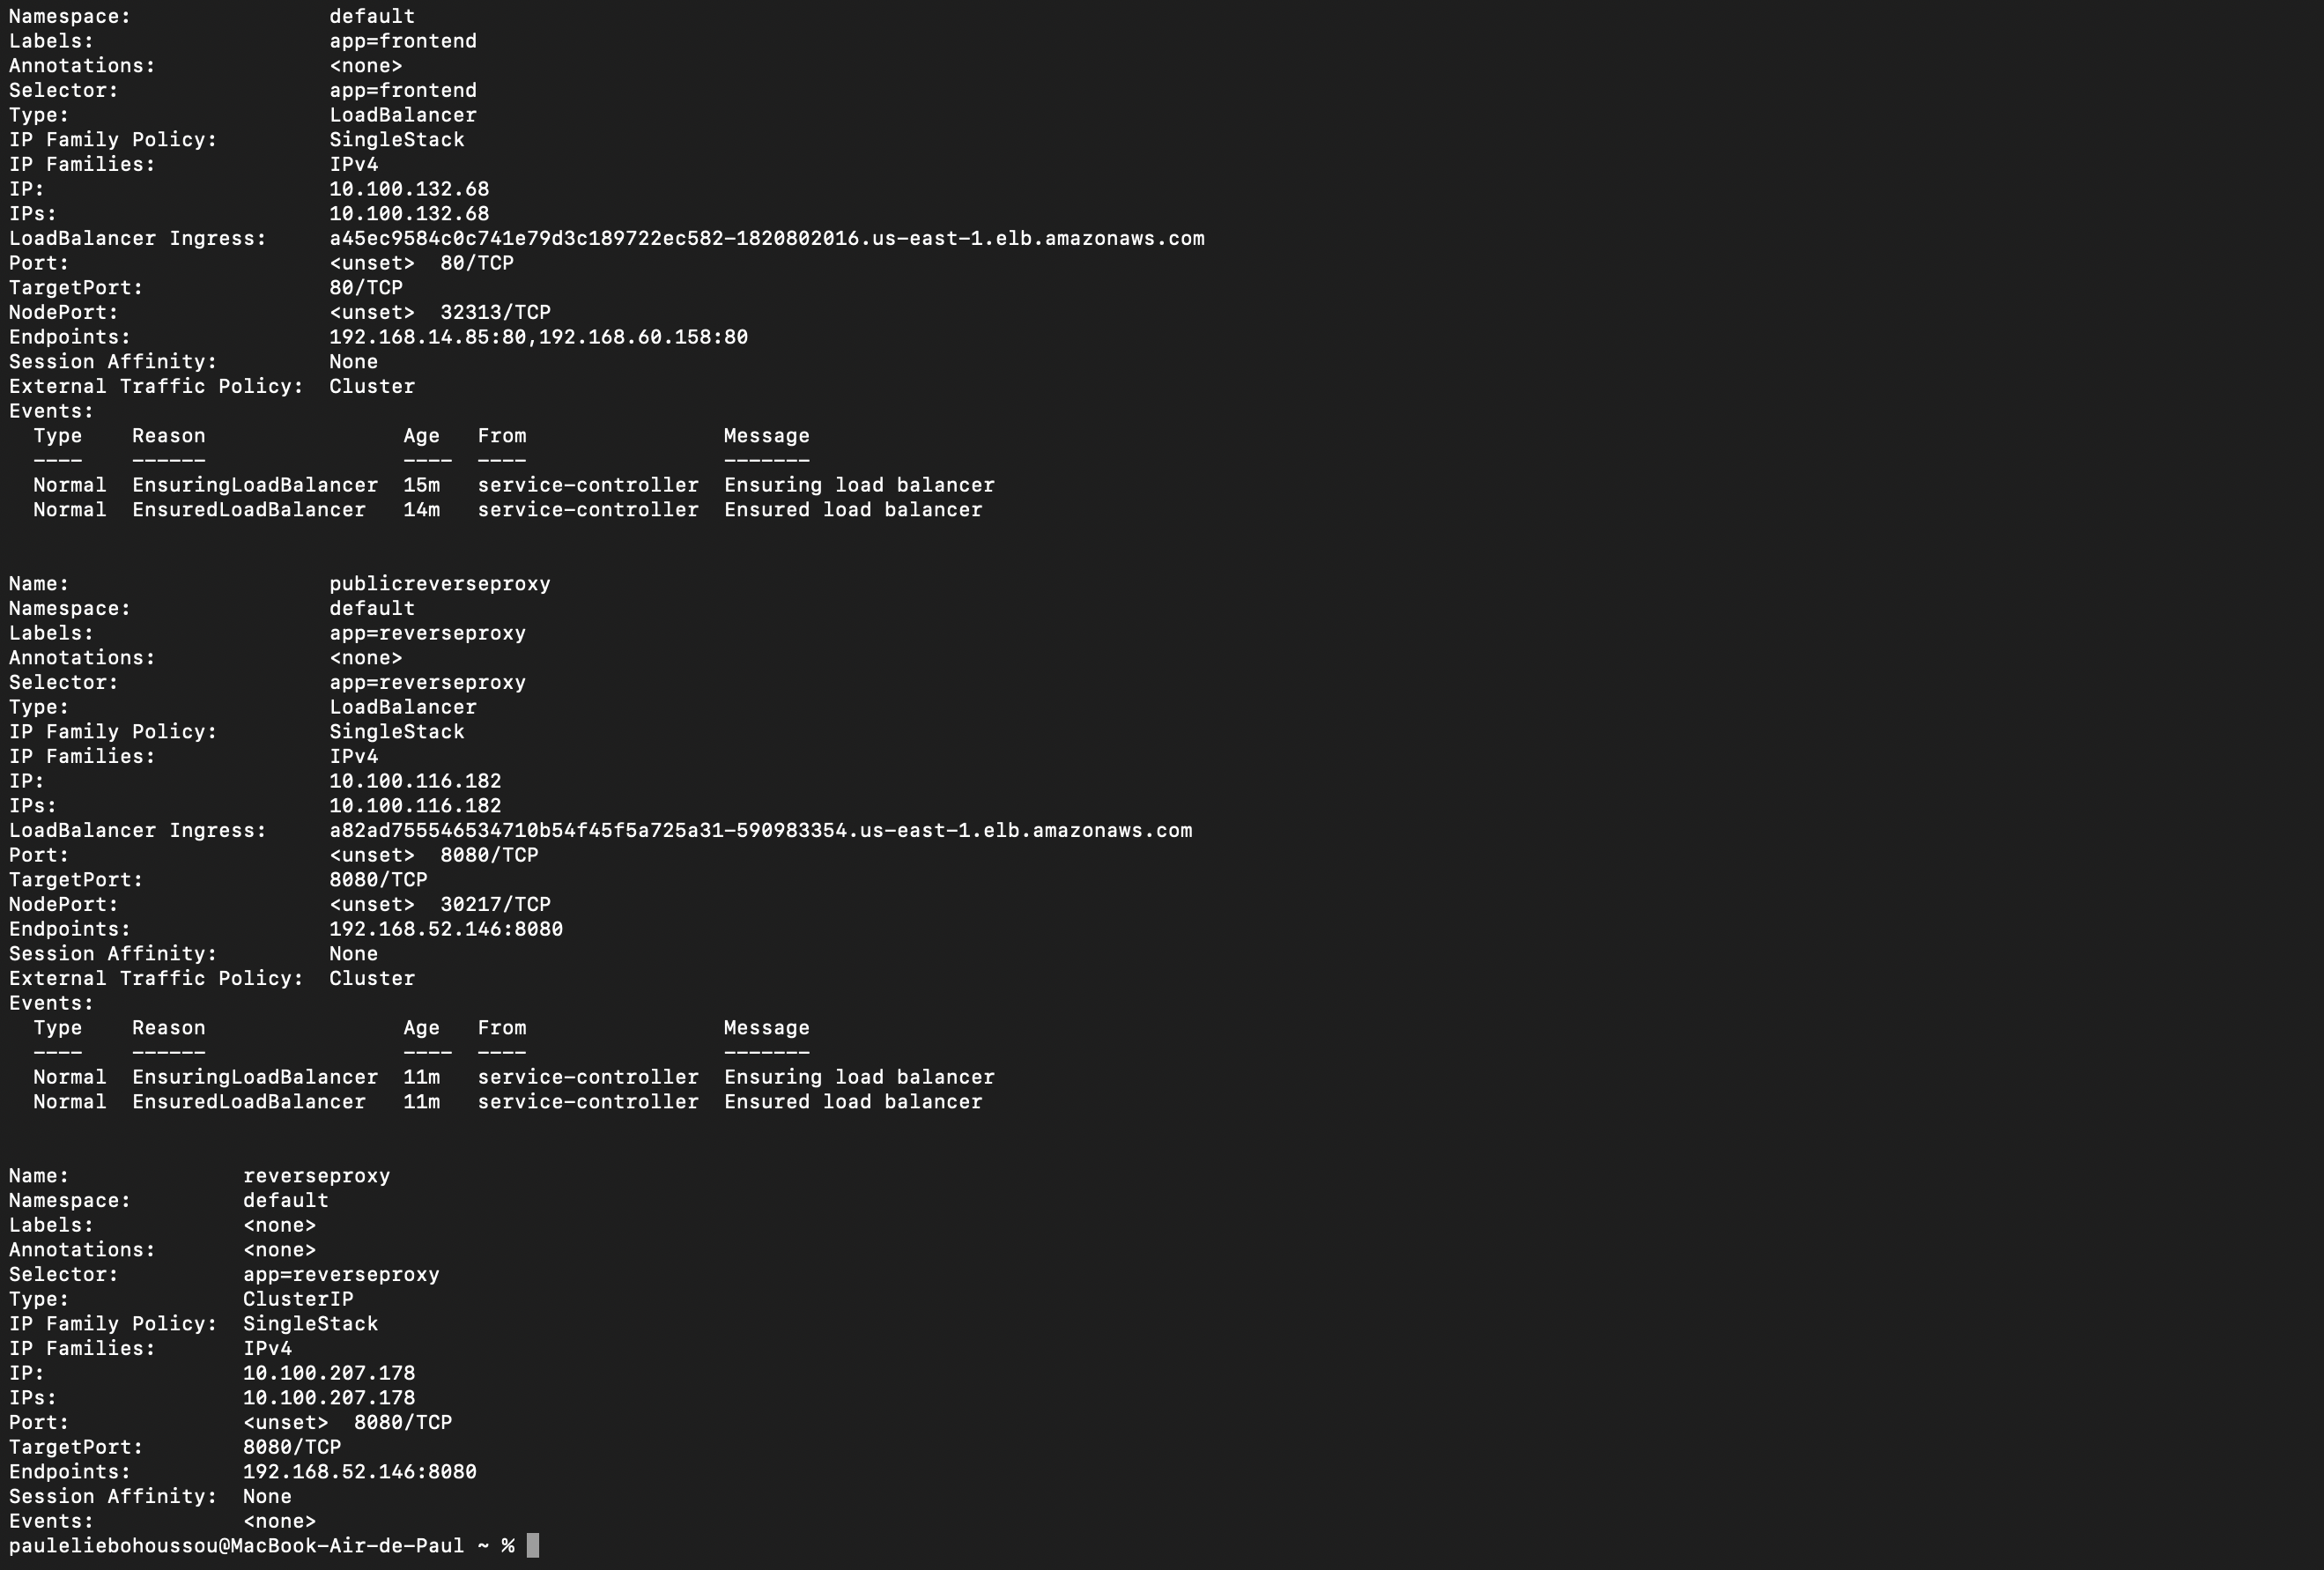 Namespace:                default
Labels:                   app=frontend
Annotations:              <none>
Selector:                 app=frontend
Type:                     LoadBalancer
IP Family Policy:         SingleStack
IP Families:              IPv4
IP:                       10.100.132.68
IPs:                      10.100.132.68
LoadBalancer Ingress:     a45ec9584c0c741e79d3c189722ec582-1820802016.us-east-1.elb.amazonaws.com
Port:                     <unset>  80/TCP
TargetPort:               80/TCP
NodePort:                 <unset>  32313/TCP
Endpoints:                192.168.14.85:80,192.168.60.158:80
Session Affinity:         None
External Traffic Policy:  Cluster
Events:
  Type    Reason                Age   From                Message
  ----    ------                ----  ----                -------
  Normal  EnsuringLoadBalancer  15m   service-controller  Ensuring load balancer
  Normal  EnsuredLoadBalancer   14m   service-controller  Ensured load balancer
Name:                     publicreverseproxy
Namespace:                default
Labels:                   app=reverseproxy
Annotations:              <none>
Selector:                 app=reverseproxy
Type:                     LoadBalancer
IP Family Policy:         SingleStack
IP Families:              IPv4
IP:                       10.100.116.182
IPs:                      10.100.116.182
LoadBalancer Ingress:     a82ad755546534710b54f45f5a725a31-590983354.us-east-1.elb.amazonaws.com
Port:                     <unset>  8080/TCP
TargetPort:               8080/TCP
NodePort:                 <unset>  30217/TCP
Endpoints:                192.168.52.146:8080
Session Affinity:         None
External Traffic Policy:  Cluster
Events:
  Type    Reason                Age   From                Message
  ----    ------                ----  ----                -------
  Normal  EnsuringLoadBalancer  11m   service-controller  Ensuring load balancer
  Normal  EnsuredLoadBalancer   11m   service-controller  Ensured load balancer
Name:              reverseproxy
Namespace:         default
Labels:            <none>
Annotations:       <none>
Selector:          app=reverseproxy
Type:              ClusterIP
IP Family Policy:  SingleStack
IP Families:       IPv4
IP:                10.100.207.178
IPs:               10.100.207.178
Port:              <unset>  8080/TCP
TargetPort:        8080/TCP
Endpoints:         192.168.52.146:8080
Session Affinity:  None
Events:            <none>
pauleliebohoussou@MacBook-Air-de-Paul ~ %